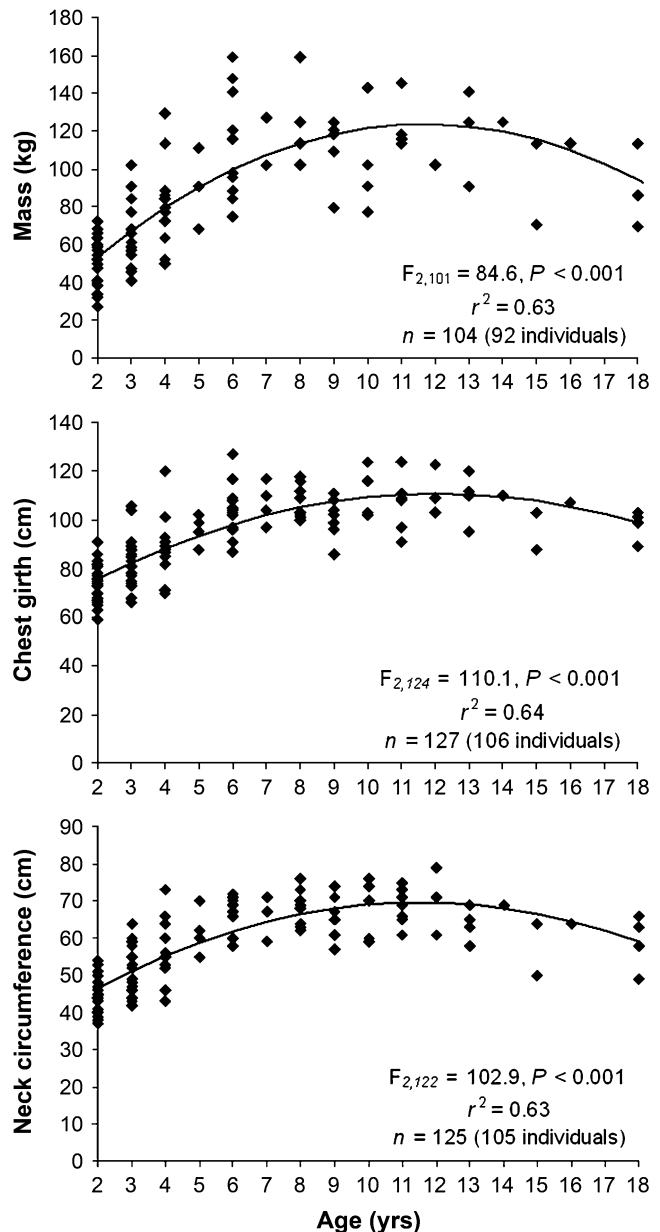 160
140
120
100
80
60
40
20
0
Mass (kg)
F2,101 = 84.6, P < 0.001
r2 = 0.63
n = 104 (92 individuals)
2 3 4 5 6 7 8 9 10 11 12 13 14 15 16 17 18
140
120
100
80
60
40
20
0
Chest girth (cm)
F2,124 = 110.1, P < 0.001
r2 = 0.64
n = 127 (106 individuals)
2 3 4 5 6 7 8 9 10 11 12 13 14 15 16 17 18
90
80
70
60
50
40
30
20
10
0
Neck circumference (cm)
F2,122 = 102.9, P < 0.001
r2 = 0.63
n = 125 (105 individuals)
2 3 4 5 6 7 8 9 10 11 12 13 14 15 16 17 18
Age (yrs)